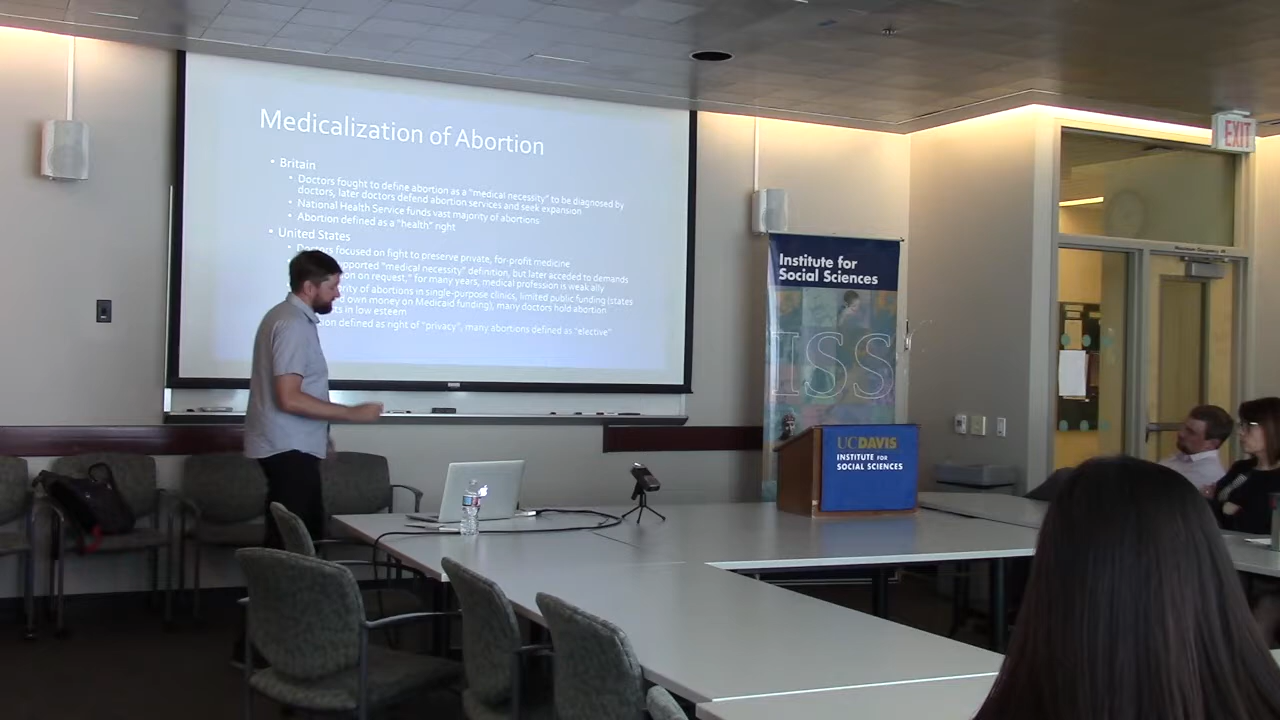 Medicalization of Abortion
• Britain
• Doctors fought to define abortion as a "medical necessity" to be diagnosed by
doctors, later doctors defend abortion services and seek expansion
• National Health Service funds vast majority of abortions
• Abortion defined as a "health" right
• United States
• Doctors focused on fight to preserve private, for-profit medicine
"medical necessity" definition, but later acceded to demands
on request," for many years, medical profession is weak ally
of abortions in single-purpose clinics, limited public funding (states
own money on Medicaid funding), many doctors hold abortion
in low esteem
defined as right of "privacy", many abortions defined as "elective"
EXIT
Institute for
Social Sciences
ISS
UCDAVIS
INSTITUTE FOR
SOCIAL SCIENCES